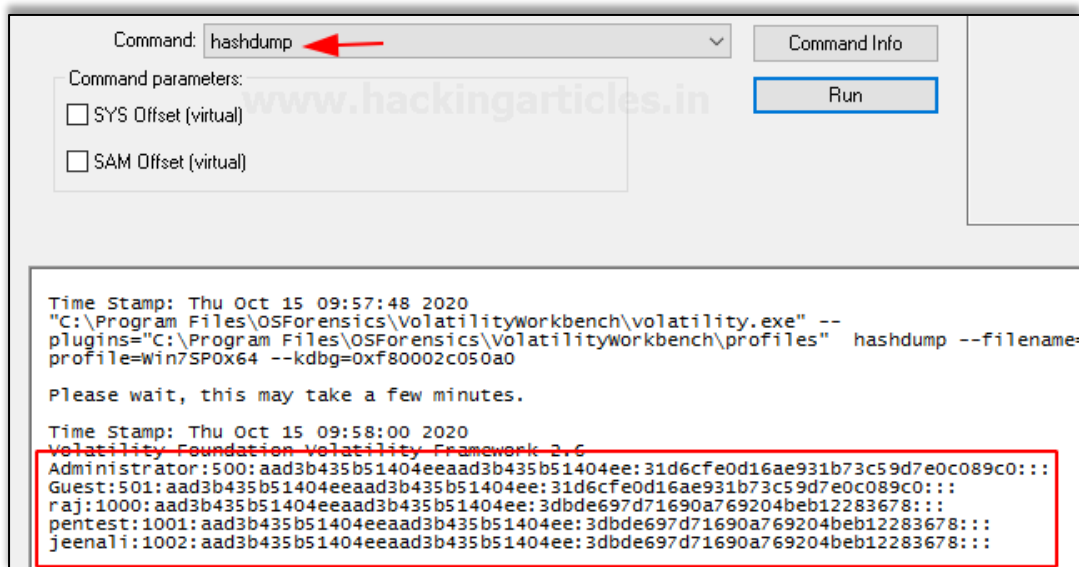 Command: hashdump
Command Info
Command parameters:
www.hackingarticles.in
Run
SYS Offset (virtual)
SAM Offset (virtual)
Time Stamp: Thu Oct 15 09:57:48 2020
"C:\Program Files\OSForensics\VolatilityWorkbench\volatility.exe" --
plugins="C:\Program Files\OSForensics\VolatilityWorkbench\profiles" hashdump --filename=
profile=Win7SP0x64 --kdbg=0xf80002c050a0
Please wait, this may take a few minutes.
Time Stamp: Thu Oct 15 09:58:00 2020
Volatility Foundation Volatility Framework 2.6
Administrator:500:aad3b435b51404eeaad3b435b51404ee:31d6cfe0d16ae931b73c59d7e0c089c0:::
Guest:501:aad3b435b51404eeaad3b435b51404ee:31d6cfe0d16ae931b73c59d7e0c089c0:::
raj:1000:aad3b435b51404eeaad3b435b51404ee:3dbde697d71690a769204beb12283678:::
pentest:1001:aad3b435b51404eeaad3b435b51404ee:3dbde697d71690a769204beb12283678:::
jeenali:1002:aad3b435b51404eeaad3b435b51404ee:3dbde697d71690a769204beb12283678:::